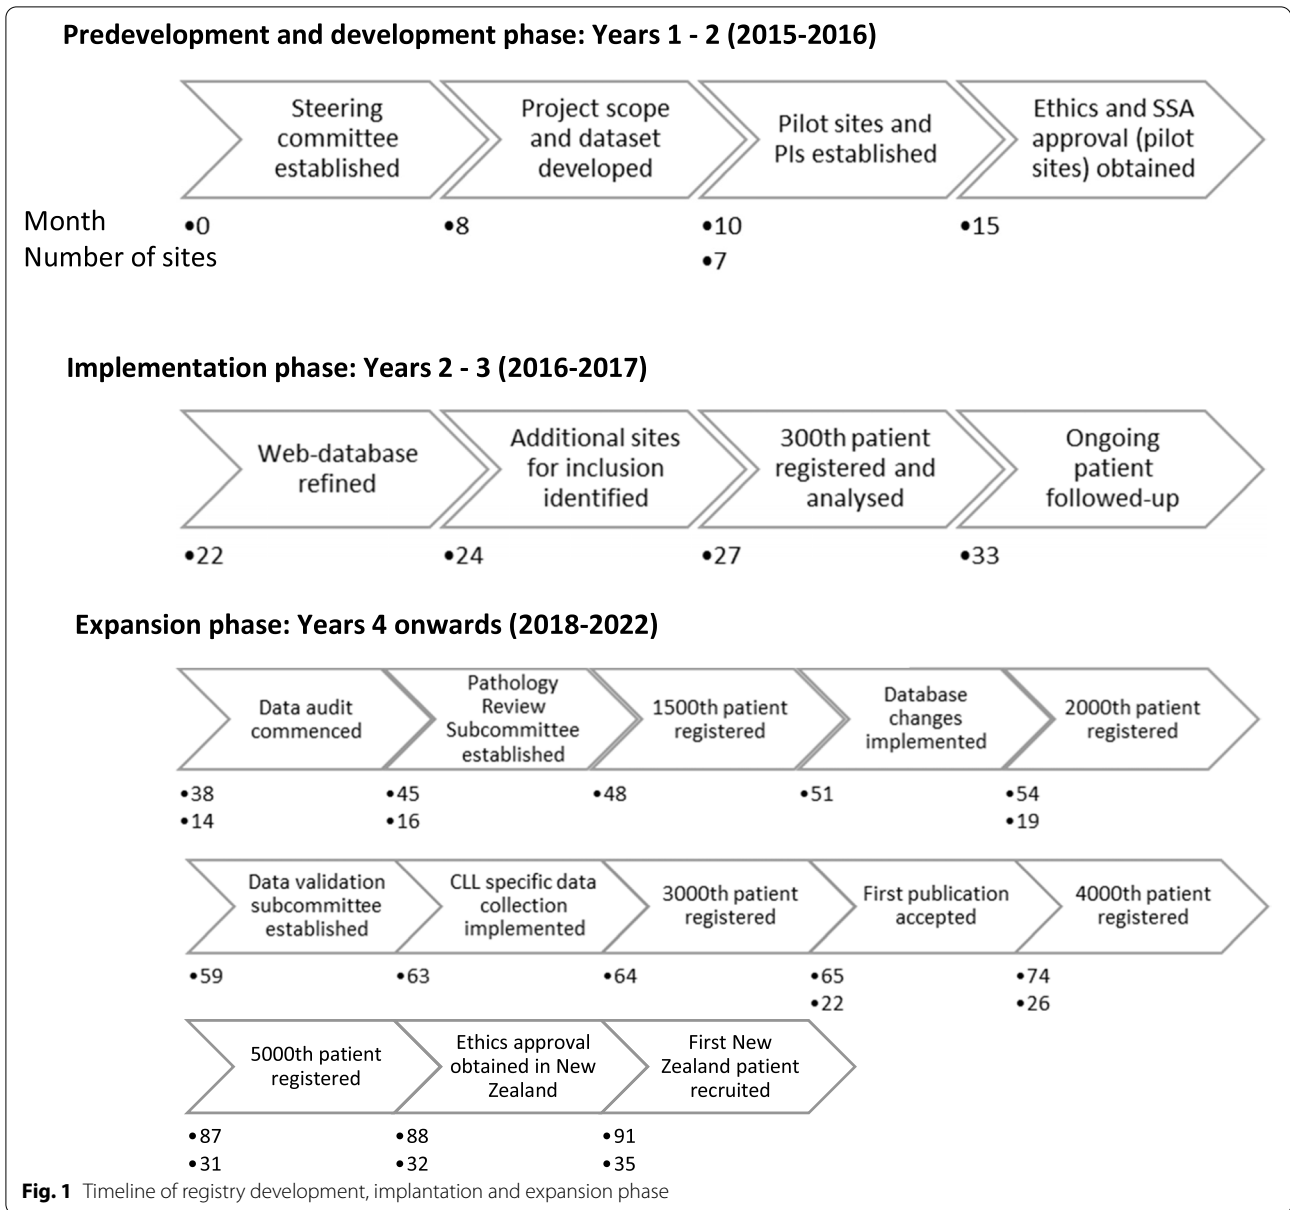 Predevelopment and development phase: Years 1 - 2 (2015-2016)
Steering
committee
established
Project scope
and dataset
developed
Pilot sites and
PIs established
Ethics and SSA
approval (pilot
sites) obtained
Month
•0
•8
•10
•15
Number of sites
•7
Implementation phase: Years 2 - 3 (2016-2017)
Web-database
refined
Additional sites
for inclusion
identified
300th patient
registered and
analysed
Ongoing
patient
followed-up
•22
•24
•27
•33
Expansion phase: Years 4 onwards (2018-2022)
Data audit
commenced
Pathology
Review
Subcommittee
established
1500th patient
registered
Database
changes
implemented
2000th patient
registered
•38
•45
•48
•51
•54
•14
•16
•19
Data validation
subcommittee
established
CLL specific data
collection
implemented
3000th patient
registered
First publication
accepted
4000th patient
registered
•59
•63
•64
•65
•74
•22
•26
5000th patient
registered
Ethics approval
obtained in New
Zealand
First New
Zealand patient
recruited
•87
•88
•91
•31
•32
•35
Fig. 1 Timeline of registry development, implantation and expansion phase